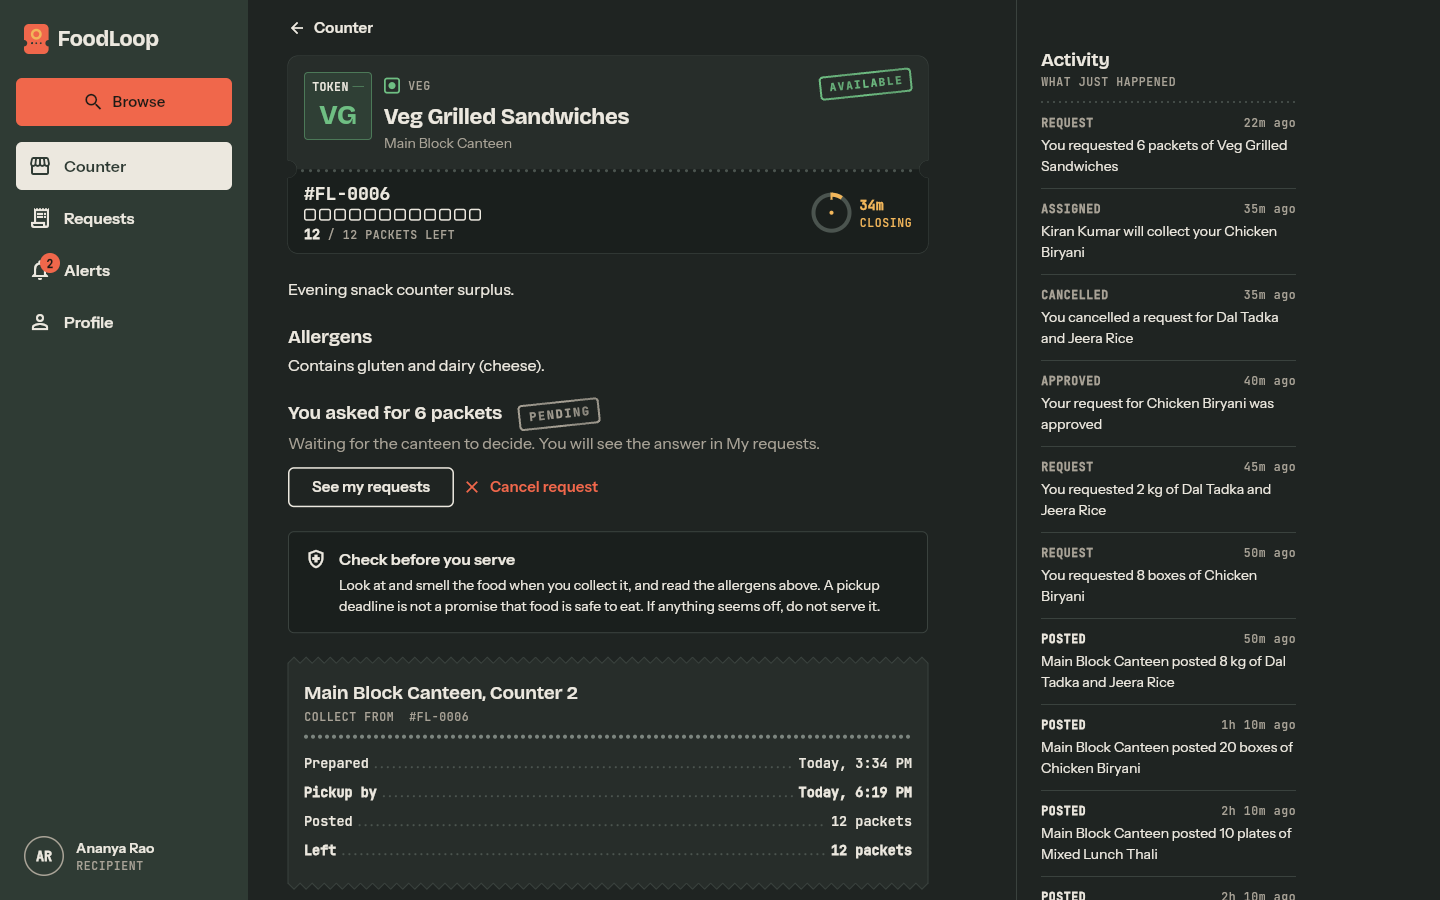 FoodLoop
Browse
Counter
Requests
2
Alerts
Profile
AR
Ananya Rao
RECIPIENT
Counter
TOKEN
VG
VEG
Veg Grilled Sandwiches
Main Block Canteen
AVAILABLE
#FL-0006
12 / 12 PACKETS LEFT
34m
CLOSING
Evening snack counter surplus.
Allergens
Contains gluten and dairy (cheese).
You asked for 6 packets
PENDING
Waiting for the canteen to decide. You will see the answer in My requests.
See my requests
Cancel request
Check before you serve
Look at and smell the food when you collect it, and read the allergens above. A pickup
deadline is not a promise that food is safe to eat. If anything seems off, do not serve it.
Main Block Canteen, Counter 2
COLLECT FROM #FL-0006
Prepared Today, 3:34 PM
Pickup by Today, 6:19 PM
Posted 12 packets
Left 12 packets
Activity
WHAT JUST HAPPENED
REQUEST 22m ago
You requested 6 packets of Veg Grilled
Sandwiches
ASSIGNED 35m ago
Kiran Kumar will collect your Chicken
Biryani
CANCELLED 35m ago
You cancelled a request for Dal Tadka
and Jeera Rice
APPROVED 40m ago
Your request for Chicken Biryani was
approved
REQUEST 45m ago
You requested 2 kg of Dal Tadka and
Jeera Rice
REQUEST 50m ago
You requested 8 boxes of Chicken
Biryani
POSTED 50m ago
Main Block Canteen posted 8 kg of Dal
Tadka and Jeera Rice
POSTED 1h 10m ago
Main Block Canteen posted 20 boxes of
Chicken Biryani
POSTED 2h 10m ago
Main Block Canteen posted 10 plates of
Mixed Lunch Thali
POSTED 2h 10m ago